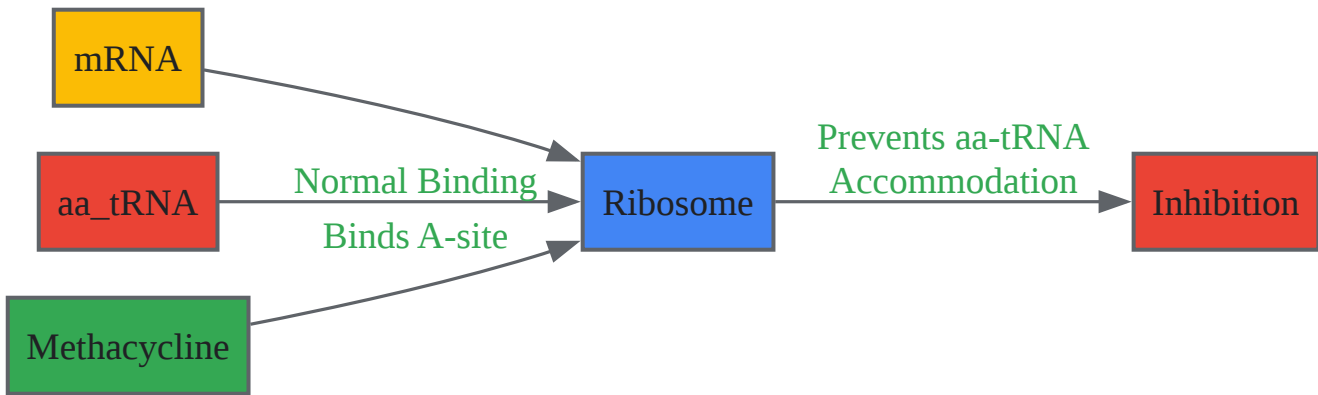 mRNA
Prevents aa-tRNA
Accommodation
Normal Binding
aa_tRNA
Ribosome
Inhibition
Binds A-site
Methacycline